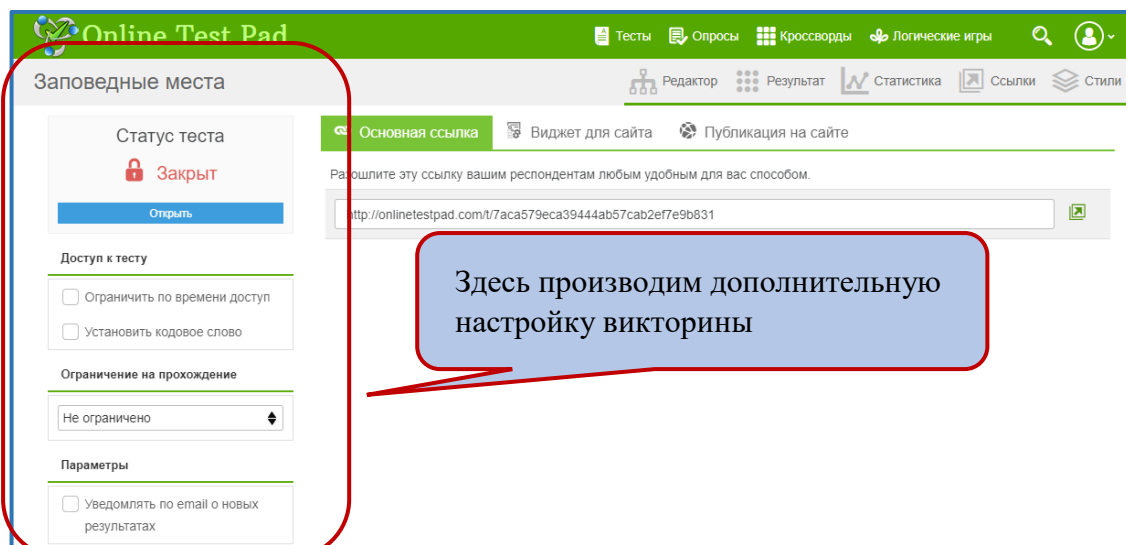 Online Test Pad
Тесты Опросы Кроссворды Логические игры
Заповедные места
Редактор Результат Статистика Ссылки Стили
Статус теста
Закрыт
Открыть
Основная ссылка Виджет для сайта Публикация на сайте
Разошлите эту ссылку вашим респондентам любым удобным для вас способом.
http://onlinetestpad.com/t/7aca579eca39444ab57cab2ef7e9b831
Доступ к тесту
Ограничить по времени доступ
Установить кодовое слово
Здесь производим дополнительную
настройку викторины
Ограничение на прохождение
Не ограничено
Параметры
Уведомлять по email о новых
результатах